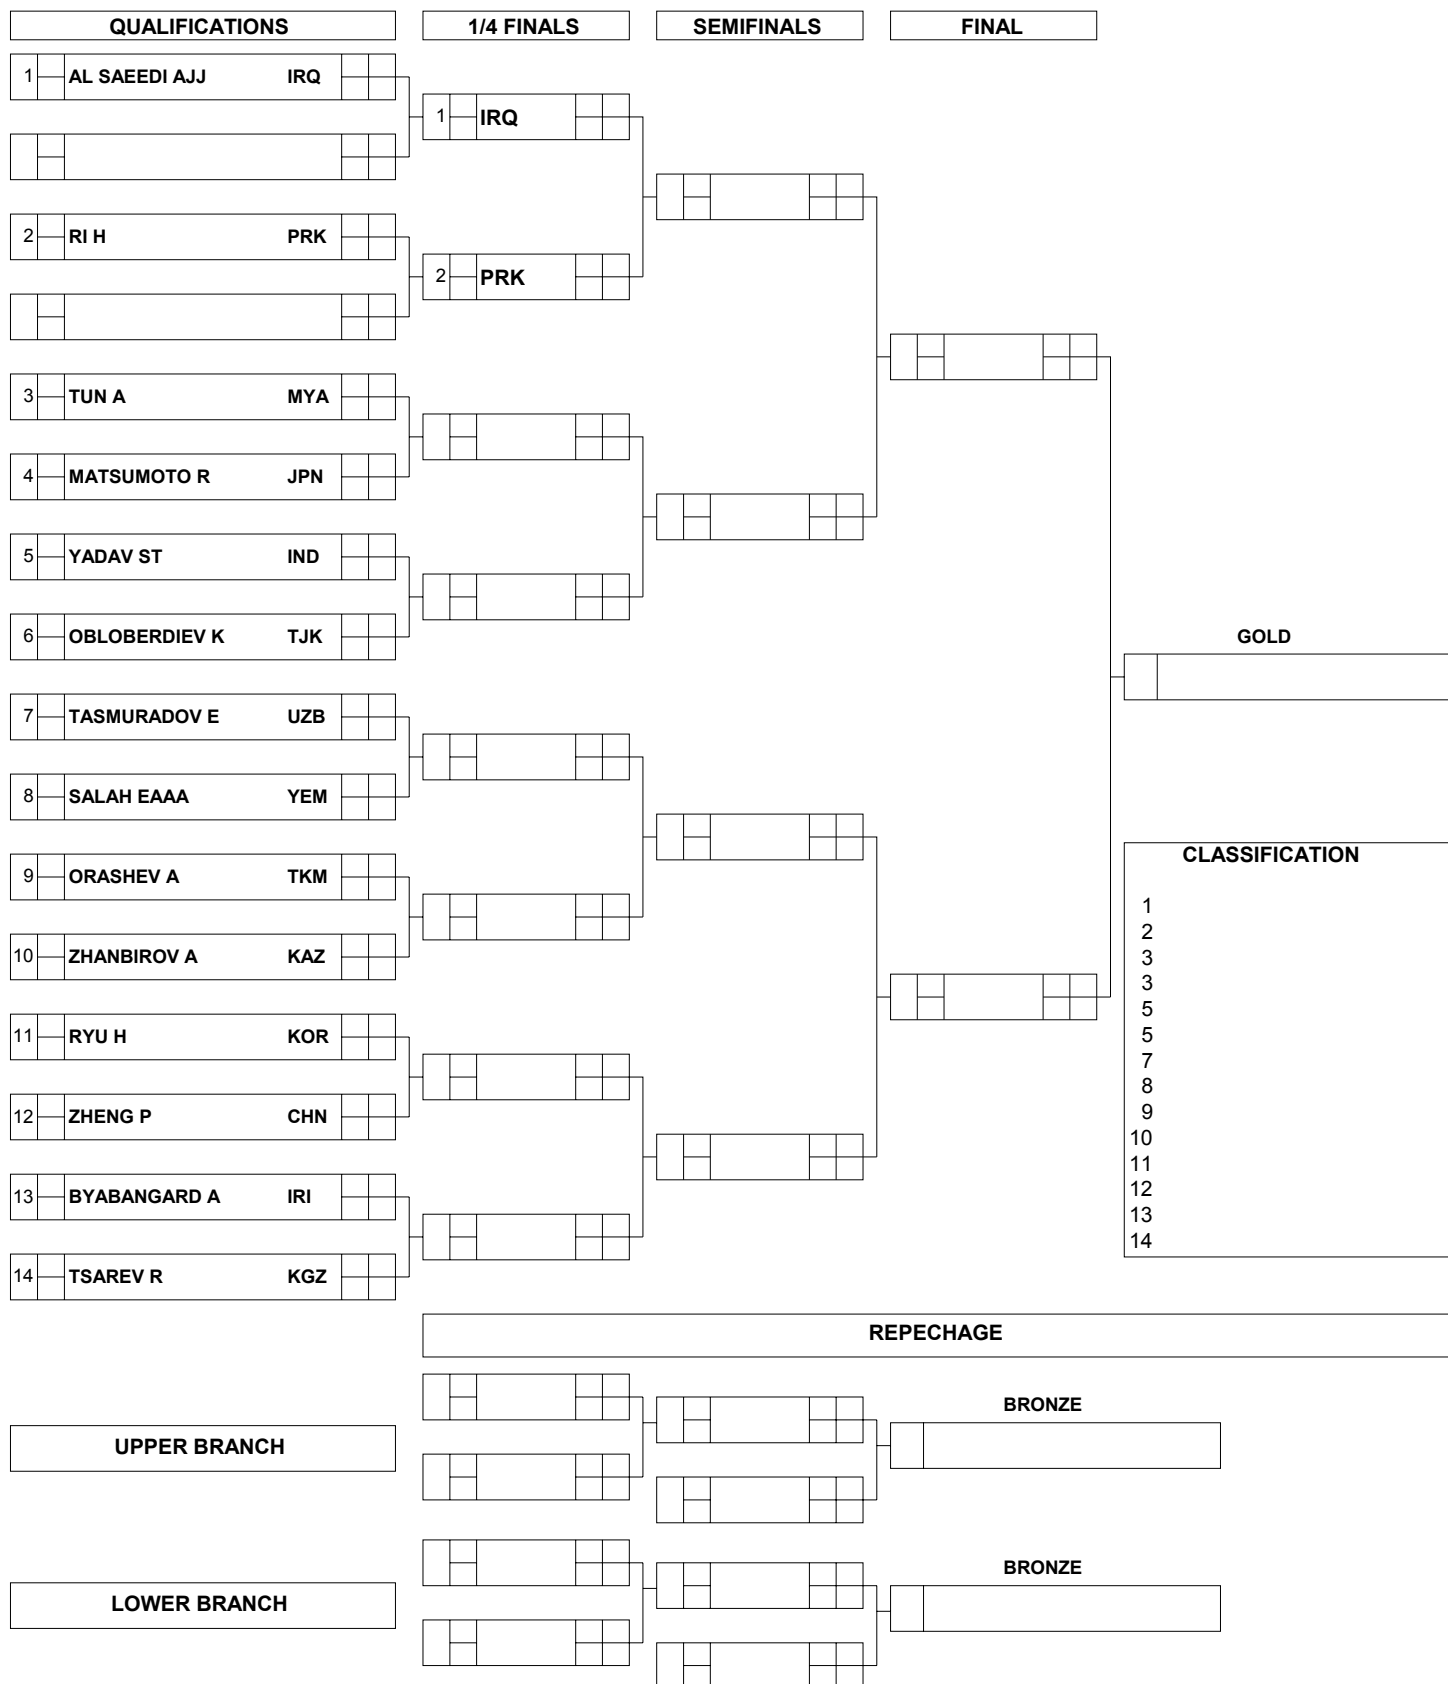 QUALIFICATIONS 1/4 FINALS SEMIFINALS FINAL
1 AL SAEEDI AJJ IRQ
1 IRQ
2 RI H PRK
2 PRK
3 TUN A MYA
4 MATSUMOTO R JPN
5 YADAV ST IND
6 OBLOBERDIEV K TJK
GOLD
7 TASMURADOV E UZB
8 SALAH EAAA YEM
CLASSIFICATION
9 ORASHEV A TKM
10 ZHANBIROV A KAZ
11 RYU H KOR
12 ZHENG P CHN
13 BYABANGARD A IRI
14 TSAREV R KGZ
1
2
3
3
5
5
7
8
9
10
11
12
13
14
REPECHAGE
BRONZE
UPPER BRANCH
BRONZE
LOWER BRANCH